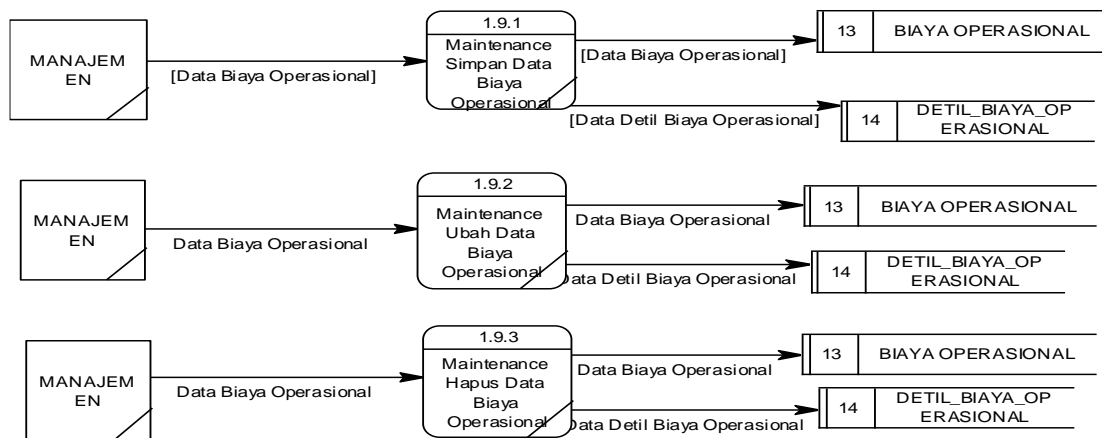 MANAJEM
EN
[Data Biaya Operasional]
1.9.1
Maintenance
Simpan Data
Biaya
Operasional
[Data Biaya Operasional]
13 BIAYA OPERASIONAL
[Data Detil Biaya Operasional]
14 DETIL_BIAYA_OP
ERASIONAL
MANAJEM
EN
Data Biaya Operasional
1.9.2
Maintenance
Ubah Data
Biaya
Operasional
Data Biaya Operasional
13 BIAYA OPERASIONAL
Data Detil Biaya Operasional
14 DETIL_BIAYA_OP
ERASIONAL
MANAJEM
EN
Data Biaya Operasional
1.9.3
Maintenance
Hapus Data
Biaya
Operasional
Data Biaya Operasional
13 BIAYA OPERASIONAL
Data Detil Biaya Operasional
14 DETIL_BIAYA_OP
ERASIONAL